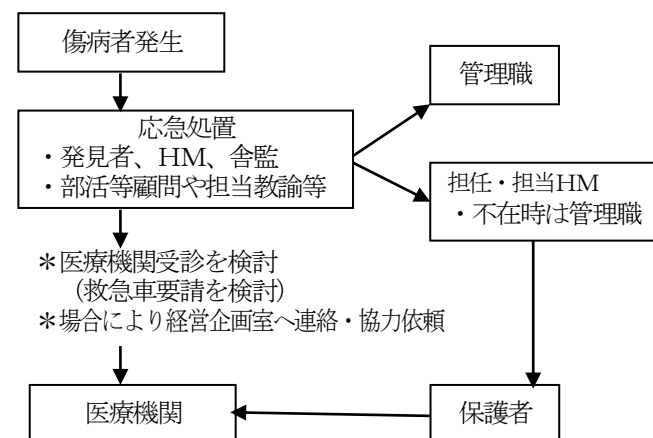 傷病者発生
管理職
応急処置
・発見者、HM、舎監
・部活等顧問や担当教諭等
担任・担当HM
・不在時は管理職
＊医療機関受診を検討
（救急車要請を検討）
＊場合により経営企画室へ連絡・協力依頼
医療機関
保護者